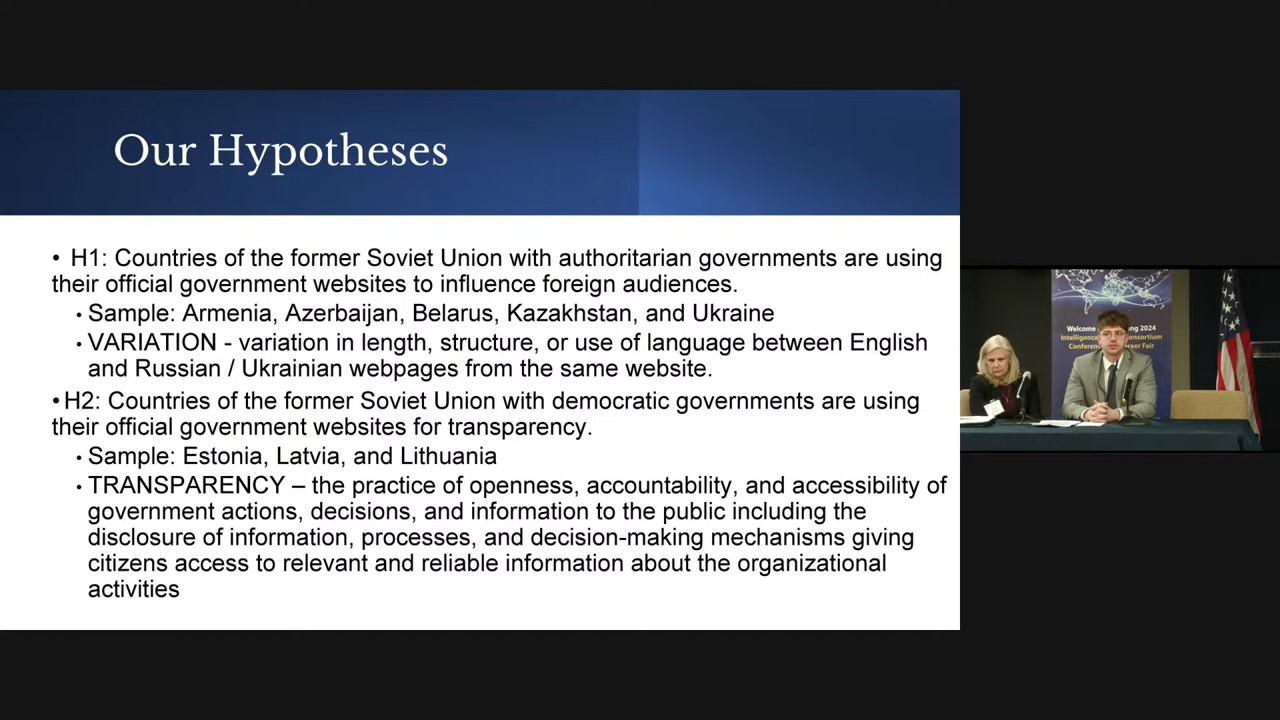 Our Hypotheses
• H1: Countries of the former Soviet Union with authoritarian governments are using
their official government websites to influence foreign audiences.
• Sample: Armenia, Azerbaijan, Belarus, Kazakhstan, and Ukraine
• VARIATION - variation in length, structure, or use of language between English
and Russian / Ukrainian webpages from the same website.
• H2: Countries of the former Soviet Union with democratic governments are using
their official government websites for transparency.
• Sample: Estonia, Latvia, and Lithuania
• TRANSPARENCY – the practice of openness, accountability, and accessibility of
government actions, decisions, and information to the public including the
disclosure of information, processes, and decision-making mechanisms giving
citizens access to relevant and reliable information about the organizational
activities
Welcome 2024
Intelligence
Conference Fair